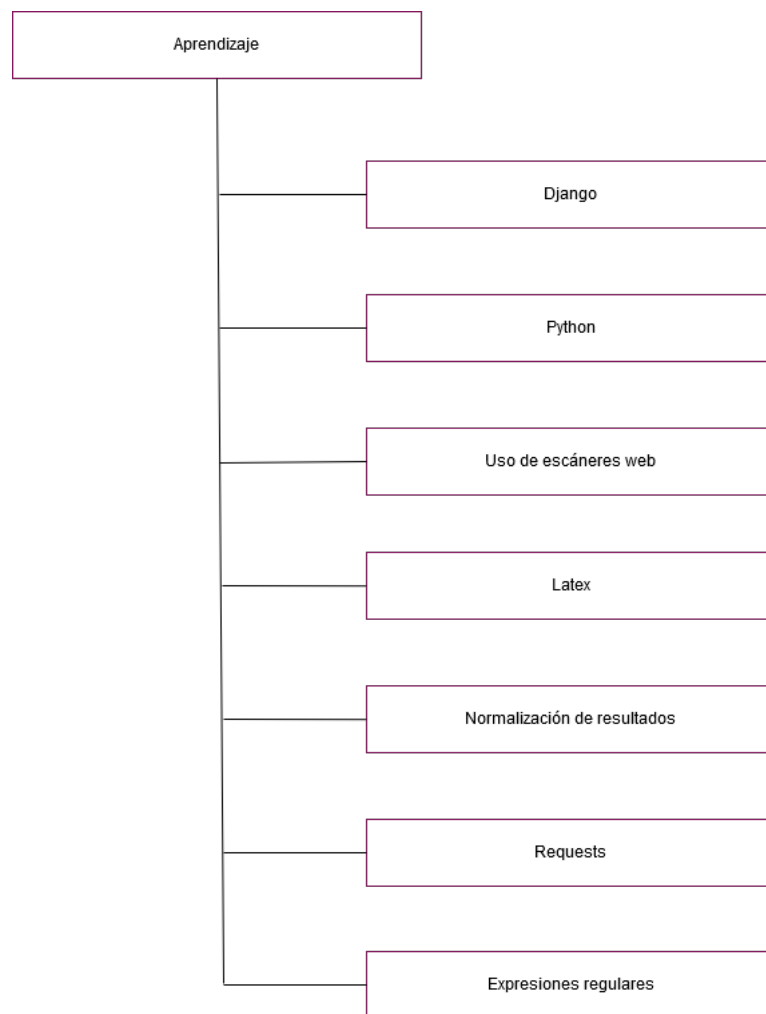 Aprendizaje
Django
Python
Uso de escáneres web
Latex
Normalización de resultados
Requests
Expresiones regulares